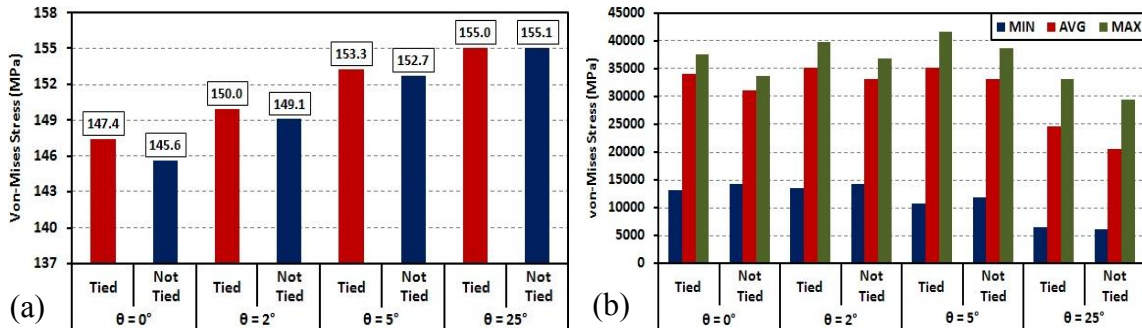 158
155
152
149
146
143
140
137
Von-Mises Stress (MPa)
147.4
145.6
150.0
149.1
153.3
152.7
155.0
155.1
Tied
Not Tied
Tied
Not Tied
Tied
Not Tied
Tied
Not Tied
θ = 0°
θ = 2°
θ = 5°
θ = 25°
(a)
45000
40000
35000
30000
25000
20000
15000
10000
5000
0
von-Mises Stress (MPa)
MIN AVG MAX
Tied
Not Tied
Tied
Not Tied
Tied
Not Tied
Tied
Not Tied
θ = 0°
θ = 2°
θ = 5°
θ = 25°
(b)